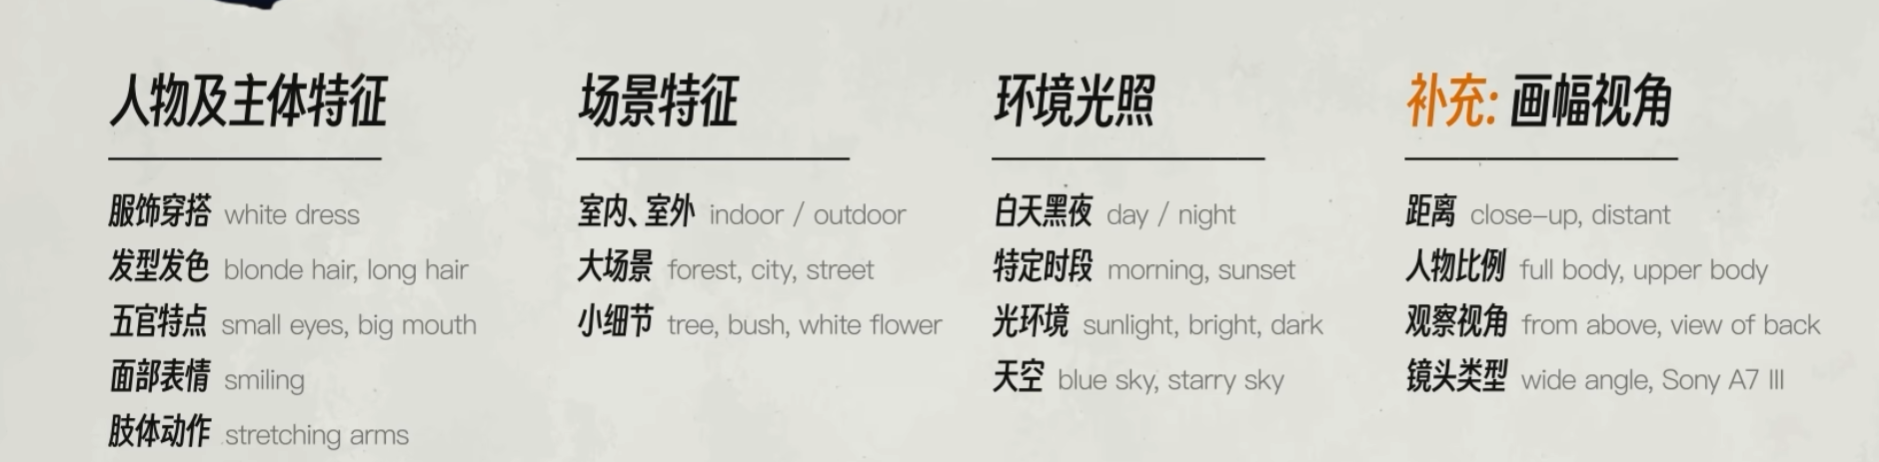 人物及主体特征
服饰穿搭 white dress
发型发色 blonde hair, long hair
五官特点 small eyes, big mouth
面部表情 smiling
肢体动作 stretching arms
场景特征
室内、室外 indoor / outdoor
大场景 forest, city, street
小细节 tree, bush, white flower
环境光照
白天黑夜 day / night
特定时段 morning, sunset
光环境 sunlight, bright, dark
天空 blue sky, starry sky
补充: 画幅视角
距离 close-up, distant
人物比例 full body, upper body
观察视角 from above, view of back
镜头类型 wide angle, Sony A7 III